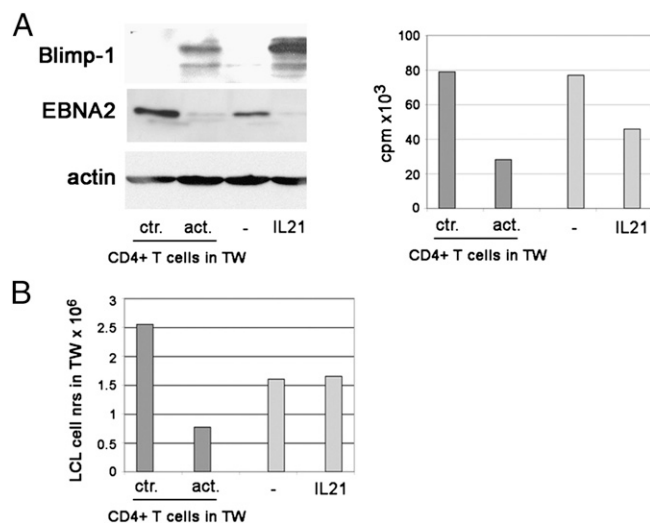 A
Blimp-1
EBNA2
actin
ctr. act. - IL21
CD4+ T cells in TW
cpm x10³
100
80
60
40
20
0
ctr. act. - IL21
CD4+ T cells in TW
B
LCL cell nrs in TW x 10⁶
3
2.5
2
1.5
1
0.5
0
ctr. act. - IL21
CD4+ T cells in TW